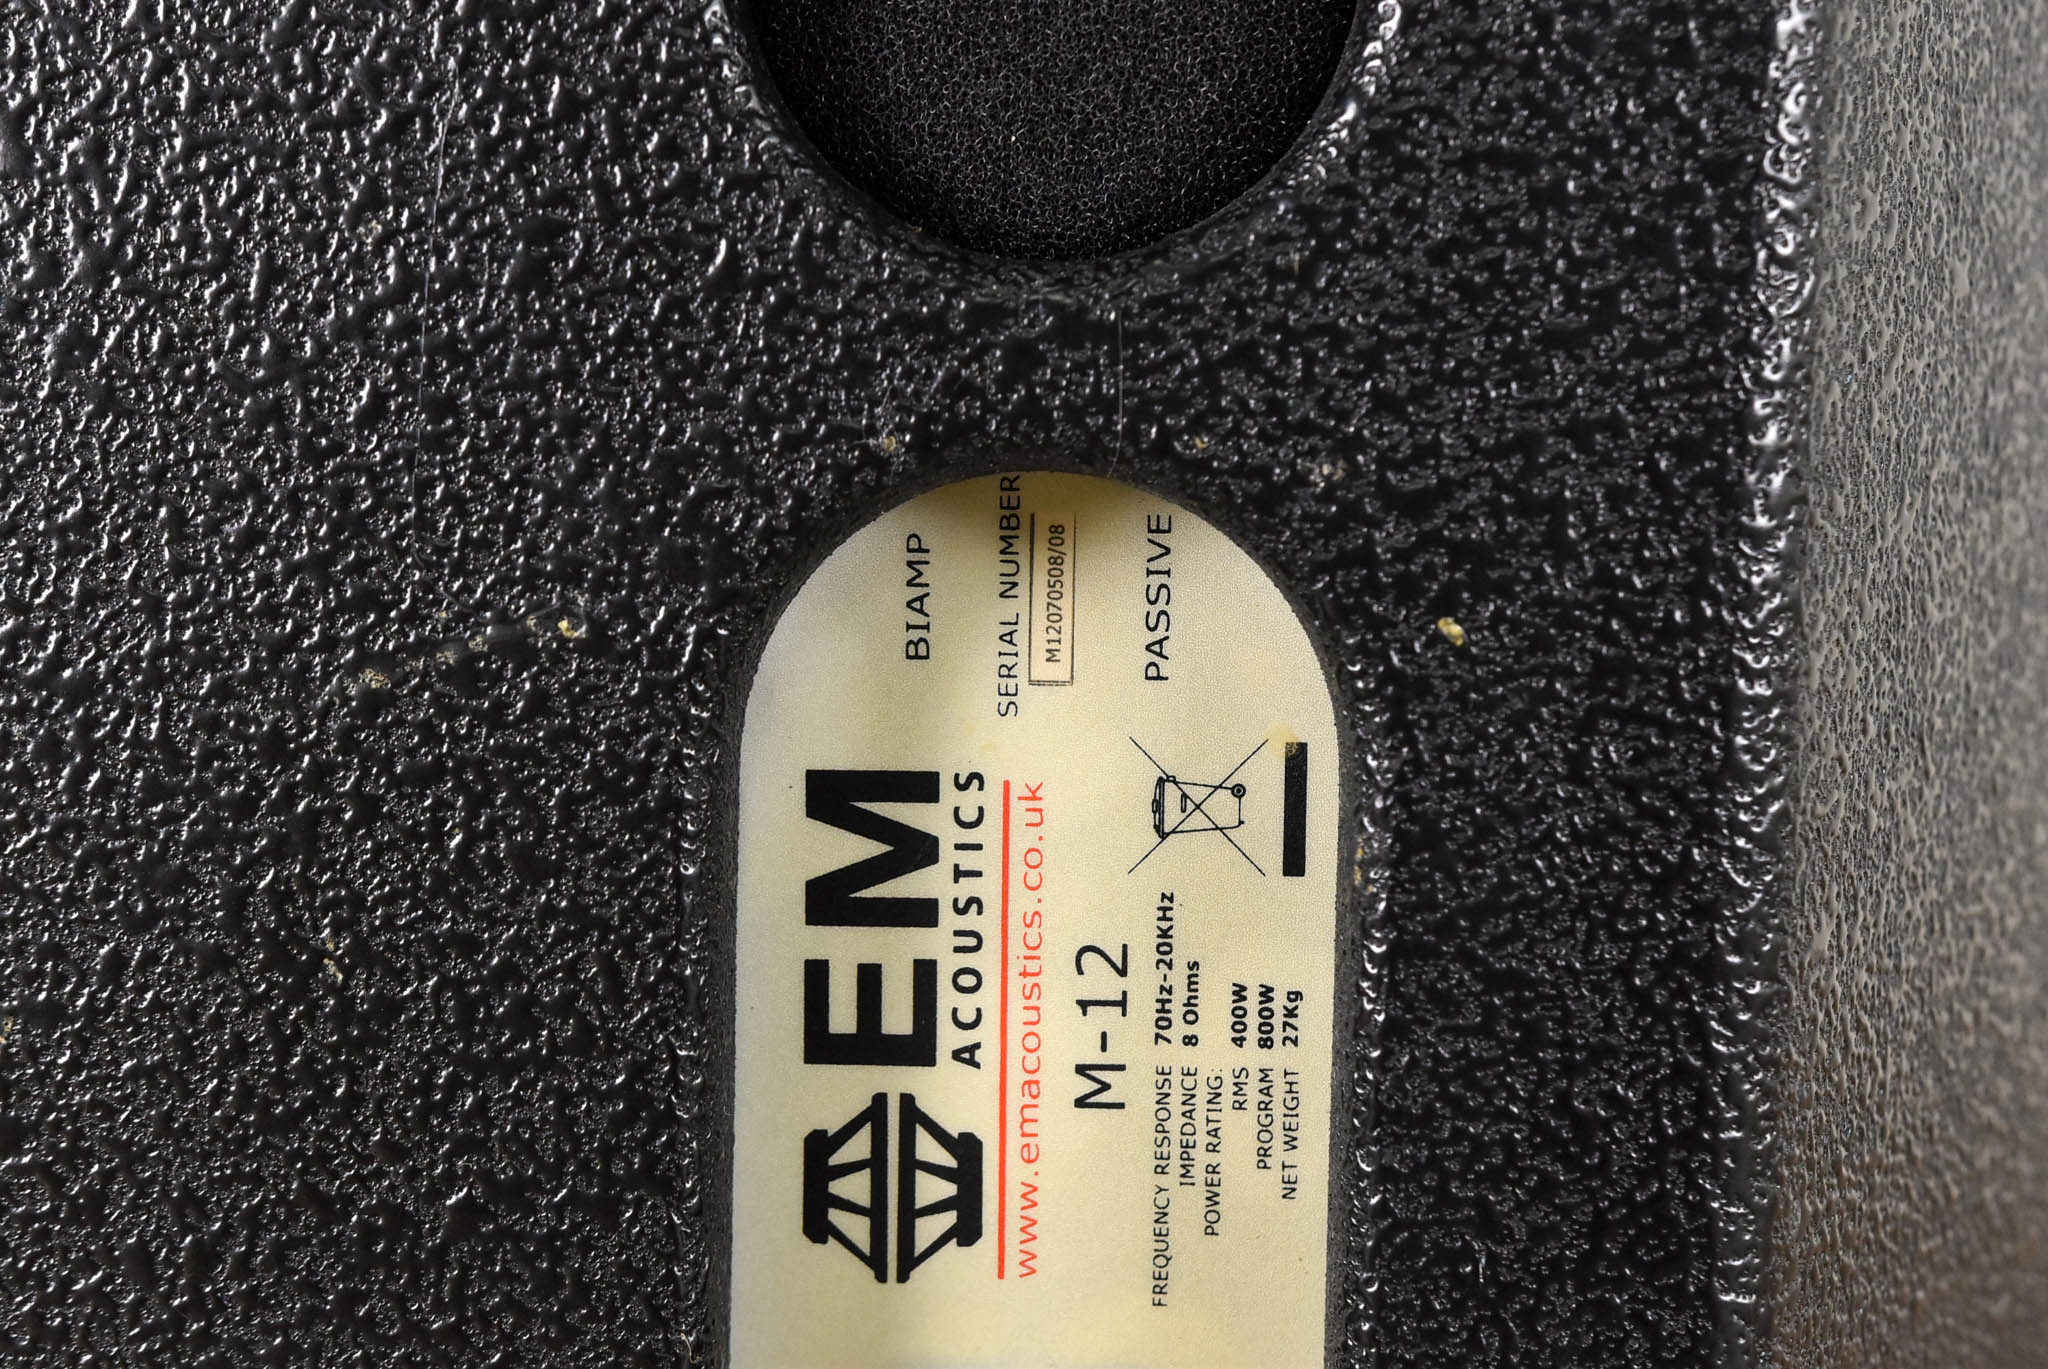 EM
ACOUSTICS
www.emacoustics.co.uk
BIAMP
SERIAL NUMBER
M12070508/08
PASSIVE
M-12
FREQUENCY RESPONSE 70Hz-20KHz
IMPEDANCE 8 Ohms
POWER RATING:
RMS 400W
PROGRAM 800W
NET WEIGHT 27Kg